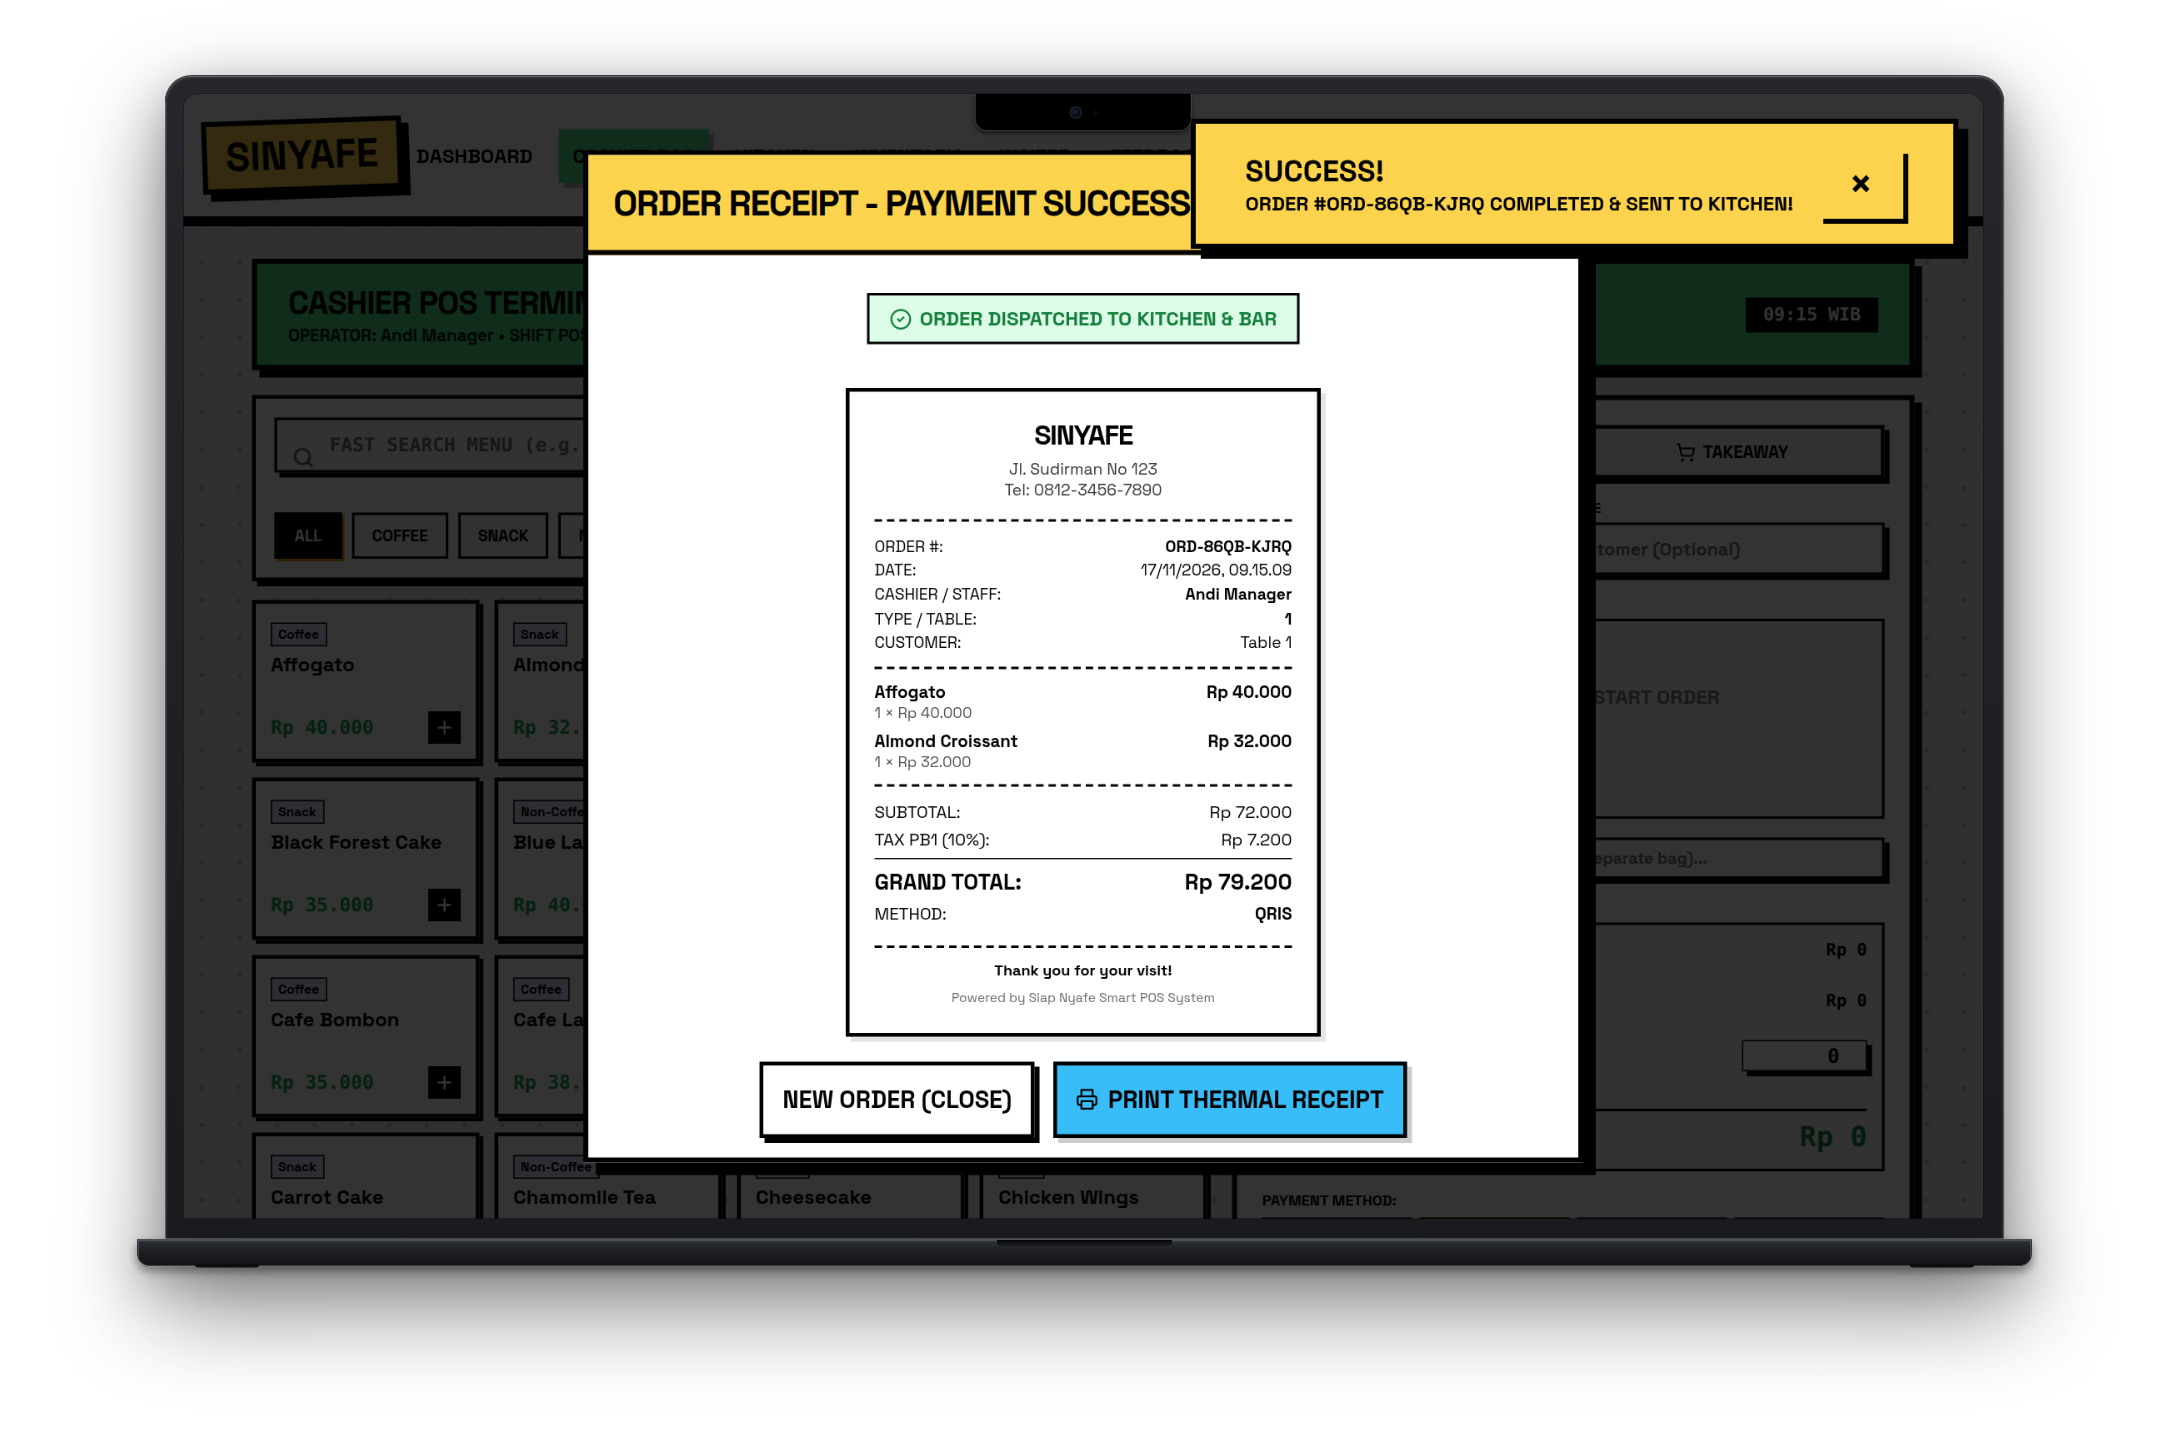 SINYAFE
DASHBOARD
SUCCESS!
ORDER #ORD-86QB-KJRQ COMPLETED & SENT TO KITCHEN!
×
ORDER RECEIPT - PAYMENT SUCCESS
CASHIER POS
OPERATOR: Andi Manager • SHIFT
09:15 WIB
ORDER DISPATCHED TO KITCHEN & BAR
FAST SEARCH MENU (e.g.
ALL
COFFEE
SNACK
TAKEAWAY
(Optional)
START ORDER
bag)...
Rp 0
Rp 0
0
Rp 0
PAYMENT METHOD:
Coffee
Affogato
Rp 40.000
+
Snack
Almond
Rp 32.
Snack
Black Forest Cake
Rp 35.000
+
Non-Coffee
Blue
Rp 40.
Coffee
Cafe Bombon
Rp 35.000
+
Coffee
Cafe
Rp 38.
Snack
Carrot Cake
Non-Coffee
Chamomile Tea
Cheesecake
Chicken Wings
SINYAFE
Jl. Sudirman No 123
Tel: 0812-3456-7890
ORDER #: ORD-86QB-KJRQ
DATE: 17/11/2026, 09.15.09
CASHIER / STAFF: Andi Manager
TYPE / TABLE: 1
CUSTOMER: Table 1
Affogato Rp 40.000
1 × Rp 40.000
Almond Croissant Rp 32.000
1 × Rp 32.000
SUBTOTAL: Rp 72.000
TAX PB1 (10%): Rp 7.200
GRAND TOTAL: Rp 79.200
METHOD: QRIS
Thank you for your visit!
Powered by Siap Nyafe Smart POS System
NEW ORDER (CLOSE)
PRINT THERMAL RECEIPT